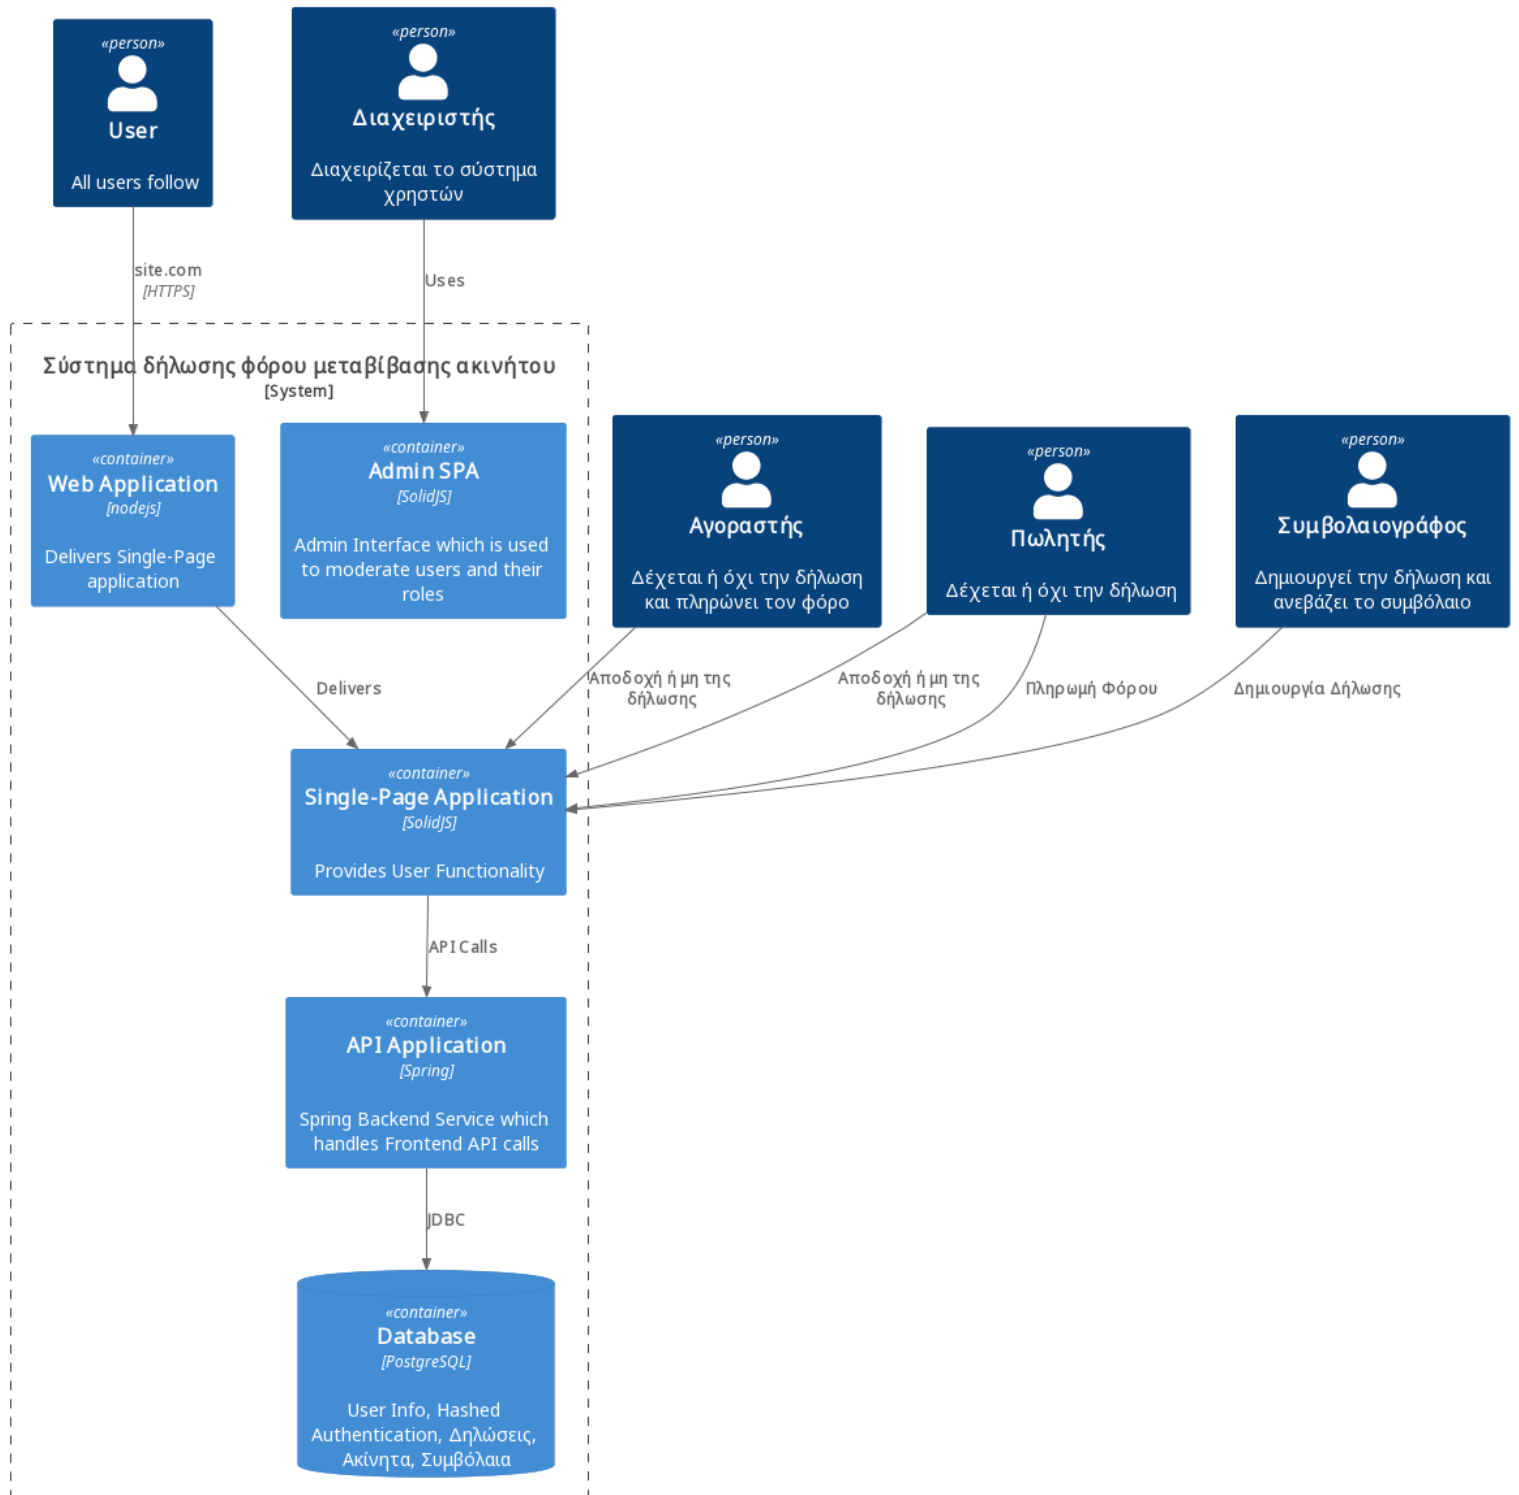 «person»
User
All users follow
«person»
Διαχειριστής
Διαχειρίζεται το σύστημα
χρηστών
site.com
[HTTPS]
Uses
Σύστημα δήλωσης φόρου μεταβίβασης ακινήτου
[System]
«container»
Web Application
[nodejs]
Delivers Single-Page
application
«container»
Admin SPA
[SolidJS]
Admin Interface which is used
to moderate users and their
roles
«person»
Αγοραστής
Δέχεται ή όχι την δήλωση
και πληρώνει τον φόρο
«person»
Πωλητής
Δέχεται ή όχι την δήλωση
«person»
Συμβολαιογράφος
Δημιουργεί την δήλωση και
ανεβάζει το συμβόλαιο
Delivers
Αποδοχή ή μη της
δήλωσης
Αποδοχή ή μη της
δήλωσης
Πληρωμή Φόρου
Δημιουργία Δήλωσης
«container»
Single-Page Application
[SolidJS]
Provides User Functionality
API Calls
«container»
API Application
[Spring]
Spring Backend Service which
handles Frontend API calls
JDBC
«container»
Database
[PostgreSQL]
User Info, Hashed
Authentication, Δηλώσεις,
Ακίνητα, Συμβόλαια